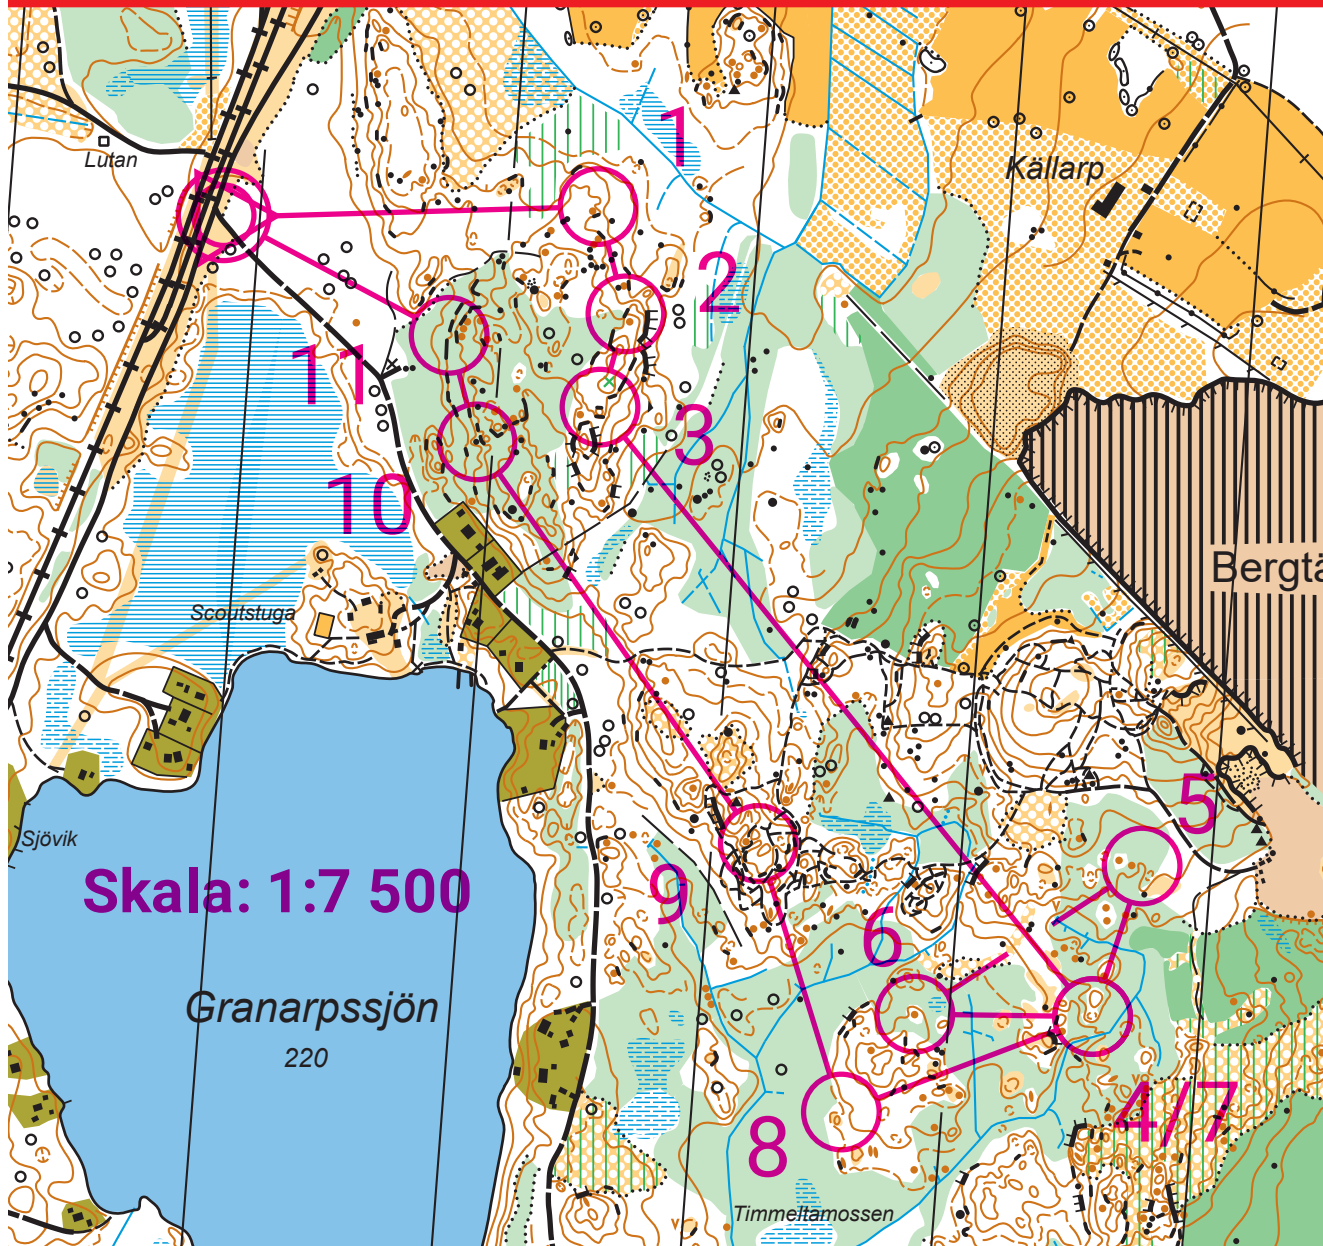 1
Lutan
Källarp
2
11
3
10
Bergtä
Scoutstuga
5
Sjövik
Skala: 1:7 500
9
6
Granarpssjön
220
4/7
8
Timmeltamossen